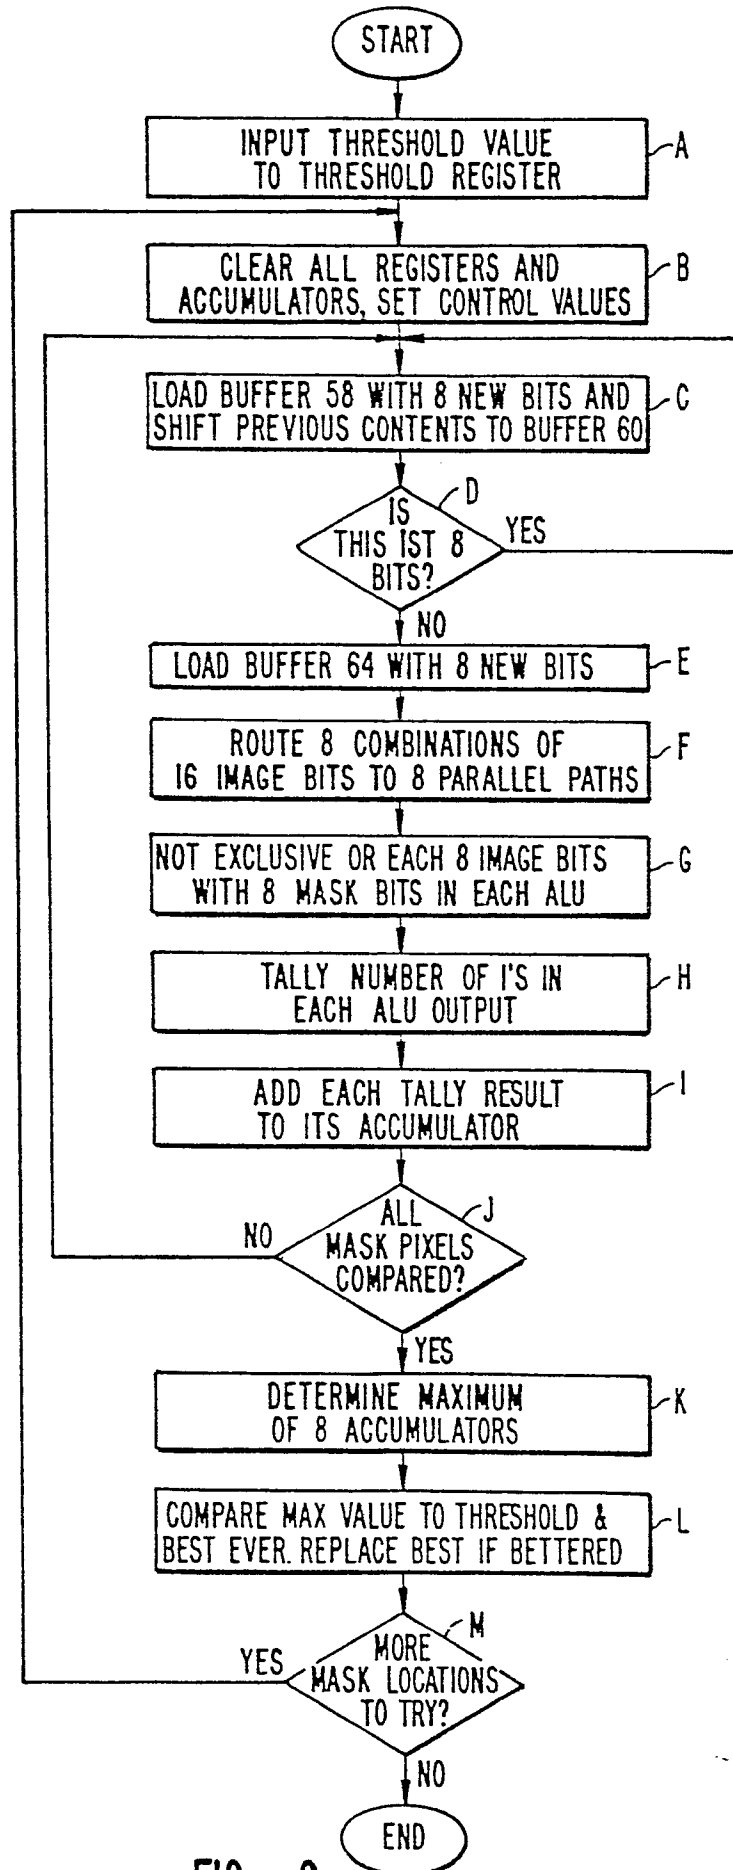 START
INPUT THRESHOLD VALUE
TO THRESHOLD REGISTER
A
CLEAR ALL REGISTERS AND
ACCUMULATORS, SET CONTROL VALUES
B
LOAD BUFFER 58 WITH 8 NEW BITS AND
SHIFT PREVIOUS CONTENTS TO BUFFER 60
C
D
IS
THIS 1ST 8
BITS?
YES
NO
LOAD BUFFER 64 WITH 8 NEW BITS
E
ROUTE 8 COMBINATIONS OF
16 IMAGE BITS TO 8 PARALLEL PATHS
F
NOT EXCLUSIVE OR EACH 8 IMAGE BITS
WITH 8 MASK BITS IN EACH ALU
G
TALLY NUMBER OF 1'S IN
EACH ALU OUTPUT
H
ADD EACH TALLY RESULT
TO ITS ACCUMULATOR
I
J
ALL
MASK PIXELS
COMPARED?
NO
YES
DETERMINE MAXIMUM
OF 8 ACCUMULATORS
K
COMPARE MAX VALUE TO THRESHOLD &
BEST EVER. REPLACE BEST IF BETTERED
L
M
MORE
MASK LOCATIONS
TO TRY?
YES
NO
END